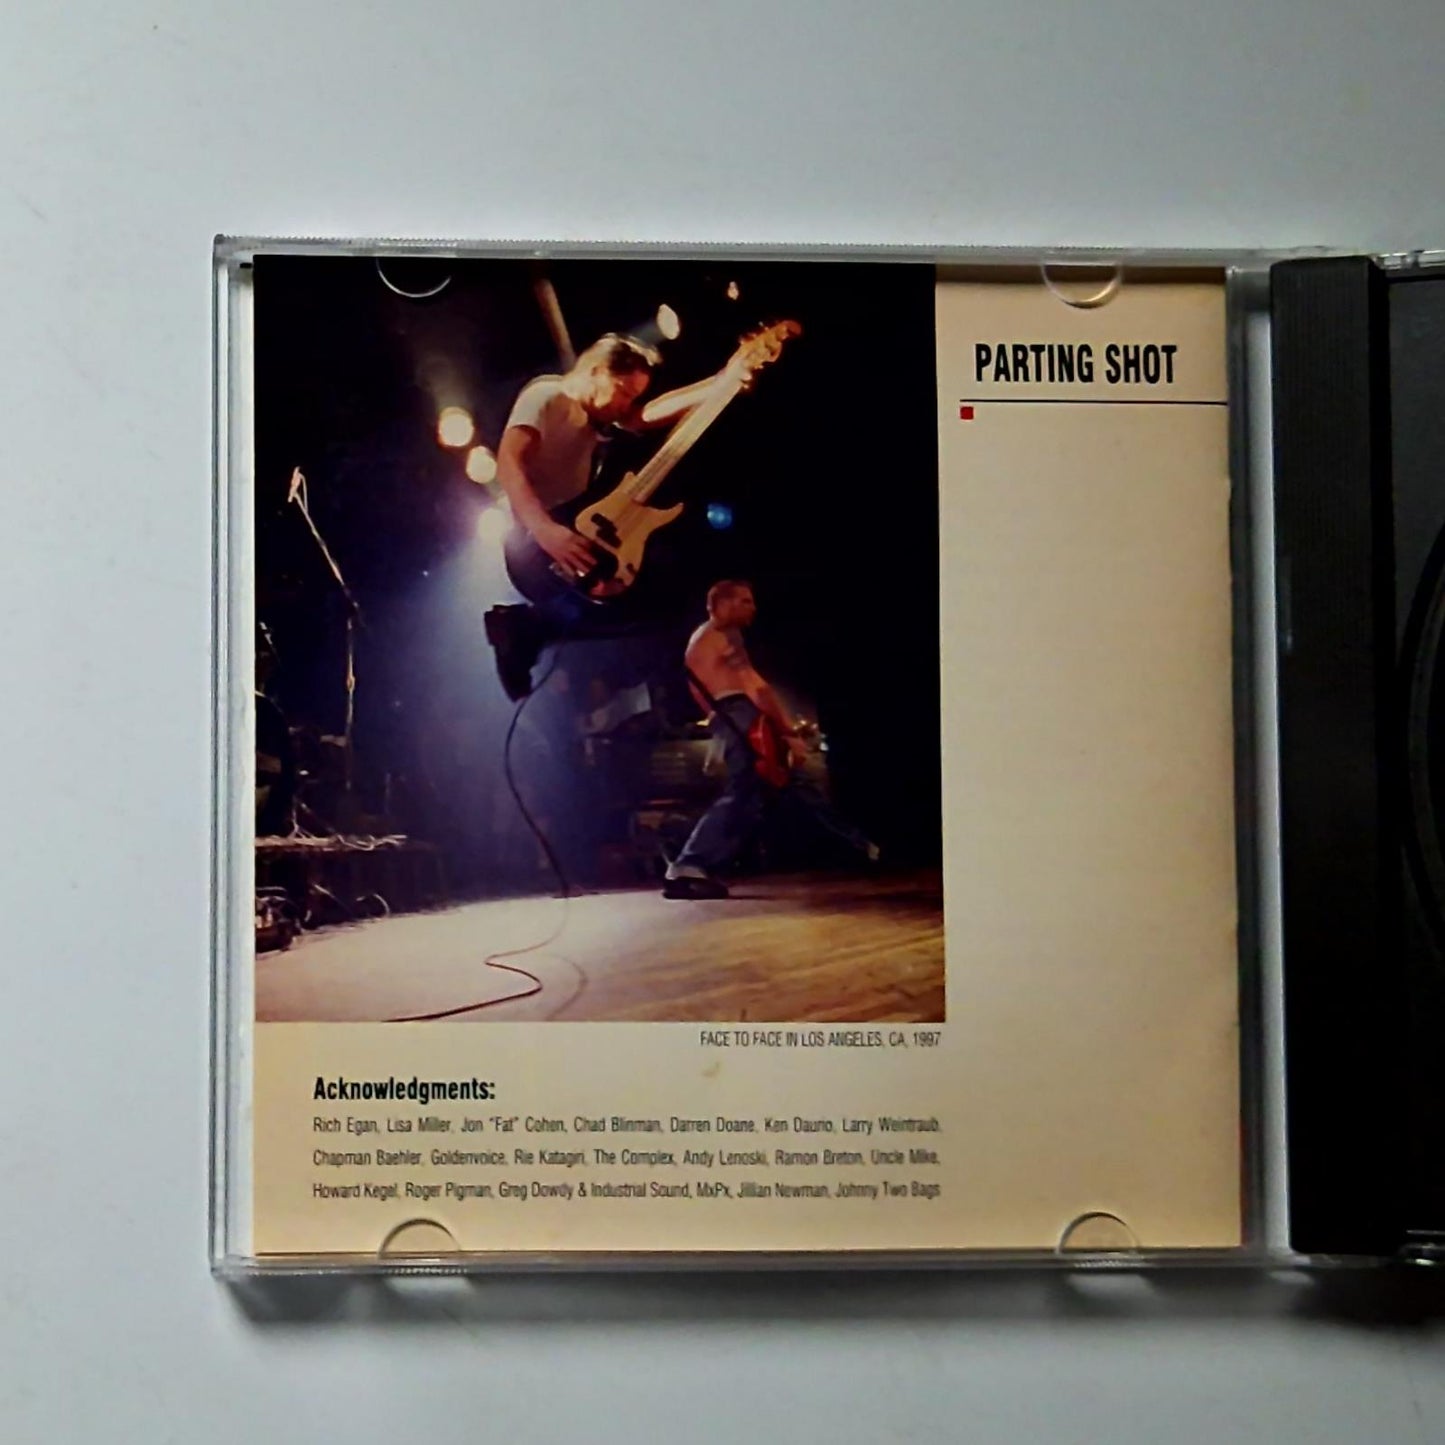 PARTING SHOT
FACE TO FACE IN LOS ANGELES, CA, 1997
Acknowledgments:
Rich Egan, Lisa Miller, Jon "Fat" Cohen, Chad Blinman, Darren Doane, Ken Daurio, Larry Weintraub,
Chapman Baehler, Goldenvoice, Rie Katagiri, The Complex, Andy Lenoski, Ramon Breton, Uncle Mike,
Howard Kegel, Roger Pigman, Greg Dowdy & Industrial Sound, MxPx, Jillian Newman, Johnny Two Bags